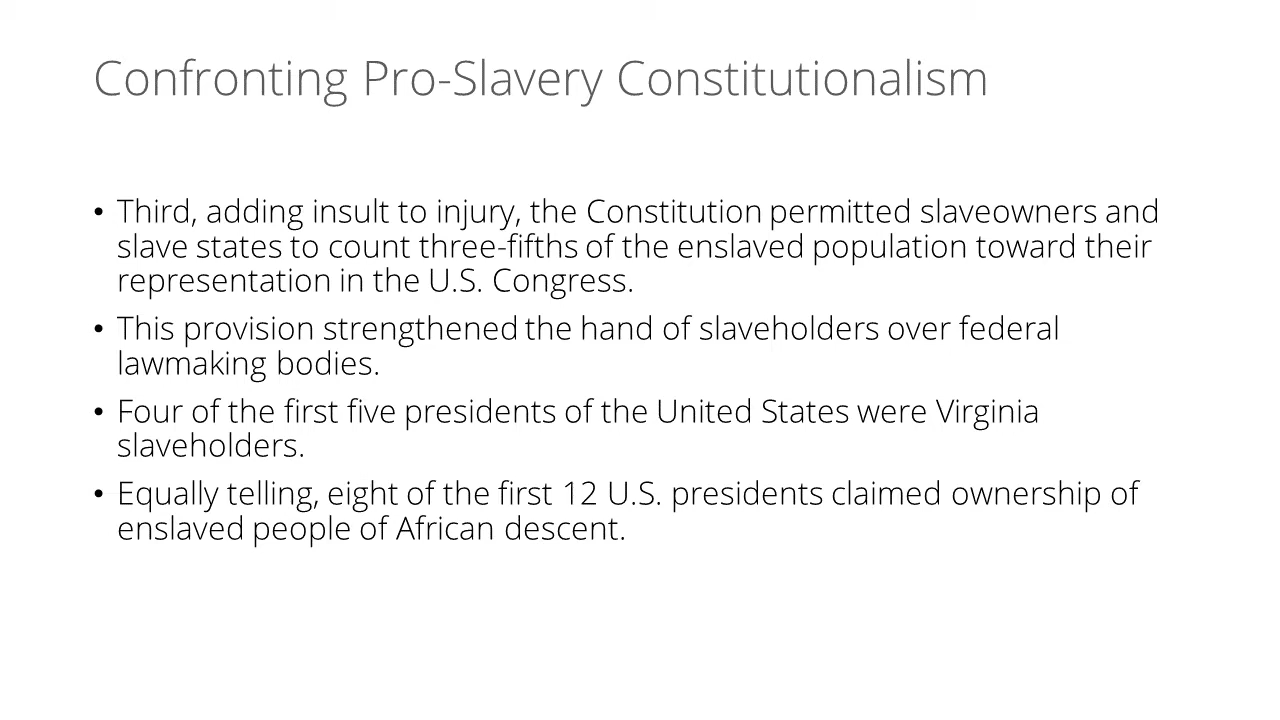 Confronting Pro-Slavery Constitutionalism
• Third, adding insult to injury, the Constitution permitted slaveowners and
slave states to count three-fifths of the enslaved population toward their
representation in the U.S. Congress.
• This provision strengthened the hand of slaveholders over federal
lawmaking bodies.
• Four of the first five presidents of the United States were Virginia
slaveholders.
• Equally telling, eight of the first 12 U.S. presidents claimed ownership of
enslaved people of African descent.